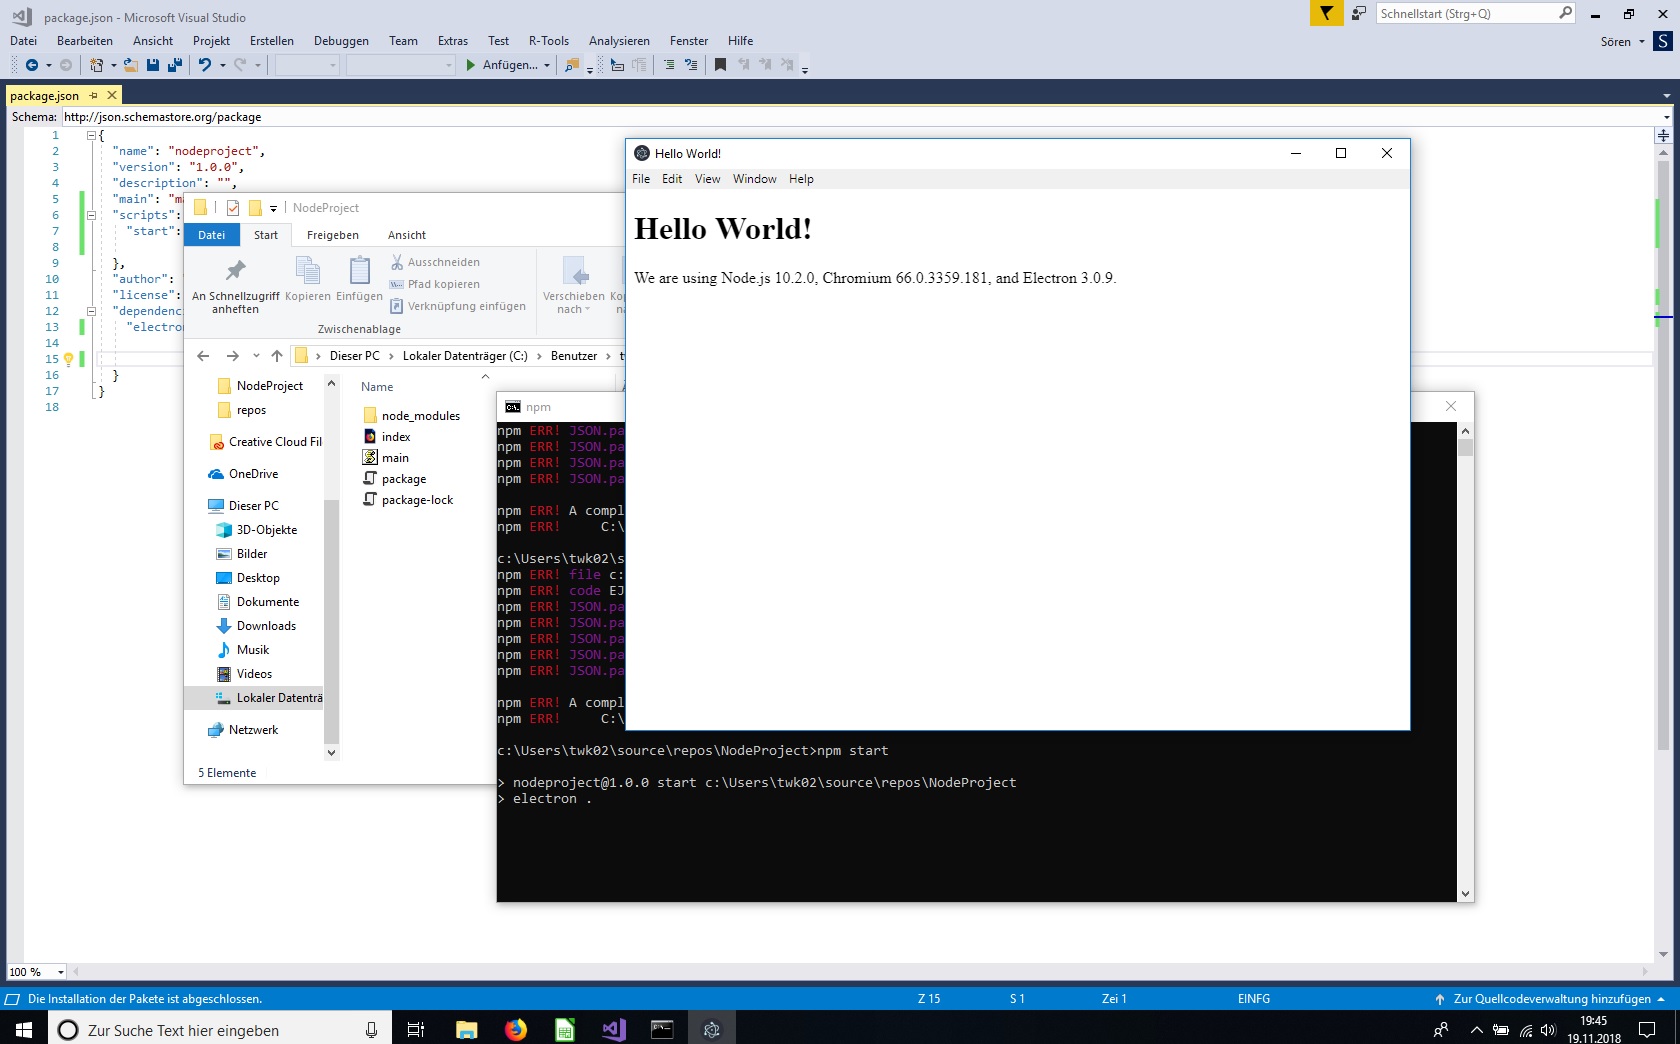 package.json - Microsoft Visual Studio
Schnellstart (Strg+Q)
Datei Bearbeiten Ansicht Projekt Erstellen Debuggen Team Extras Test R-Tools Analysieren Fenster Hilfe
Sören S
Anfügen...
package.json
Schema: http://json.schemastore.org/package
1 {
2 "name": "nodeproject",
3 "version": "1.0.0",
4 "description": "",
5 "main": "m
6 "scripts":
7 "start":
8
9 },
10 "author":
11 "license":
12 "dependenc
13 "electron
14
15
16 }
17 }
18
100 %
NodeProject
Datei Start Freigeben Ansicht
An Schnellzugriff anheften
Kopieren
Einfügen
Ausschneiden
Pfad kopieren
Verknüpfung einfügen
Verschieben nach
Zwischenablage
Dieser PC > Lokaler Datenträger (C:) > Benutzer > t
NodeProject
repos
Creative Cloud Fil
OneDrive
Dieser PC
3D-Objekte
Bilder
Desktop
Dokumente
Downloads
Musik
Videos
Lokaler Datenträ
Netzwerk
Name
node_modules
index
main
package
package-lock
5 Elemente
Hello World!
File Edit View Window Help
Hello World!
We are using Node.js 10.2.0, Chromium 66.0.3359.181, and Electron 3.0.9.
npm
npm ERR! JSON.pa
npm ERR! JSON.pa
npm ERR! JSON.pa
npm ERR! JSON.pa
npm ERR! A compl
npm ERR! C:\
c:\Users\twk02\s
npm ERR! file c:
npm ERR! code EJ
npm ERR! JSON.pa
npm ERR! JSON.pa
npm ERR! JSON.pa
npm ERR! JSON.pa
npm ERR! JSON.pa
npm ERR! A compl
npm ERR! C:\
c:\Users\twk02\source\repos\NodeProject>npm start
> nodeproject@1.0.0 start c:\Users\twk02\source\repos\NodeProject
> electron .
Die Installation der Pakete ist abgeschlossen. Z 15 S 1 Zei 1 EINFG Zur Quellcodeverwaltung hinzufügen
Zur Suche Text hier eingeben
19:45
19.11.2018